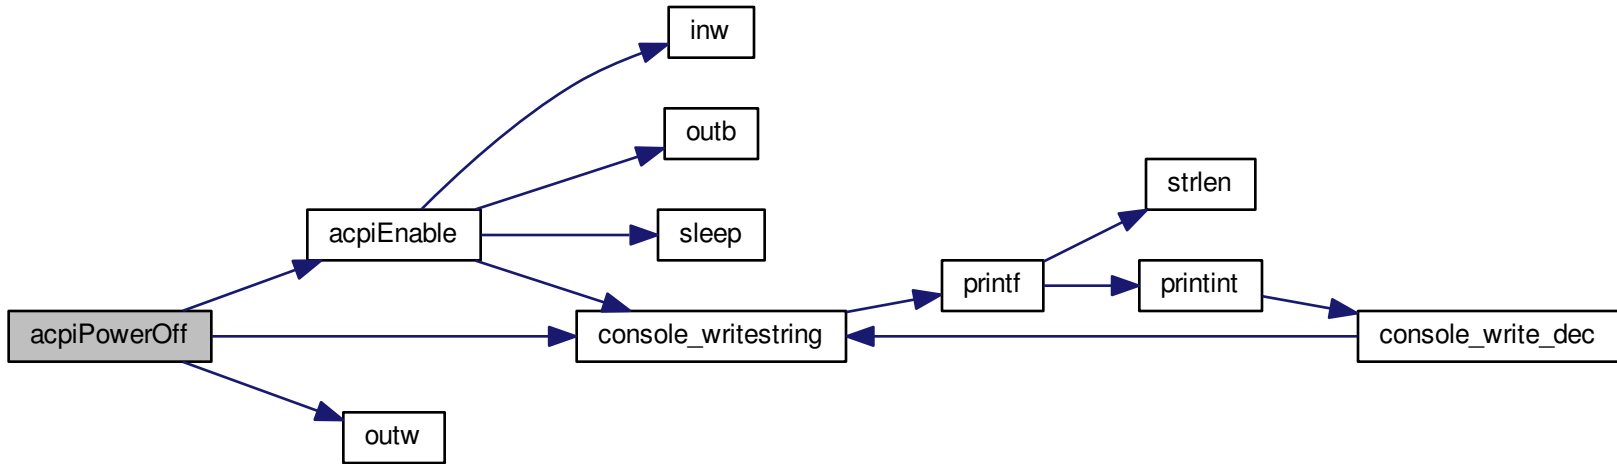 inw
outb
strlen
acpiEnable
sleep
printf
printint
acpiPowerOff
console_writestring
console_write_dec
outw